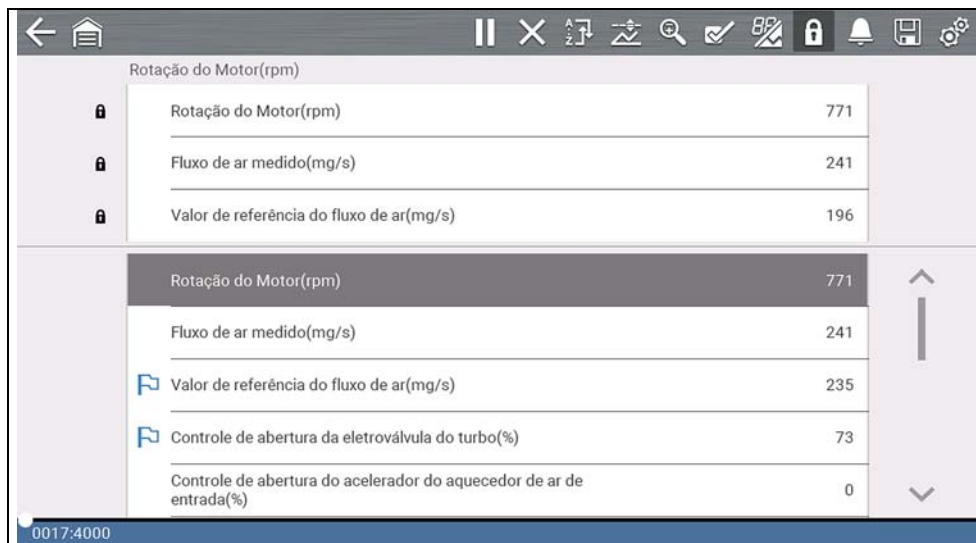 Rotação do Motor(rpm)
Rotação do Motor(rpm) 771
Fluxo de ar medido(mg/s) 241
Valor de referência do fluxo de ar(mg/s) 196
Rotação do Motor(rpm) 771
Fluxo de ar medido(mg/s) 241
Valor de referência do fluxo de ar(mg/s) 235
Controle de abertura da eletroválvula do turbo(%) 73
Controle de abertura do acelerador do aquecedor de ar de
entrada(%) 0
0017:4000